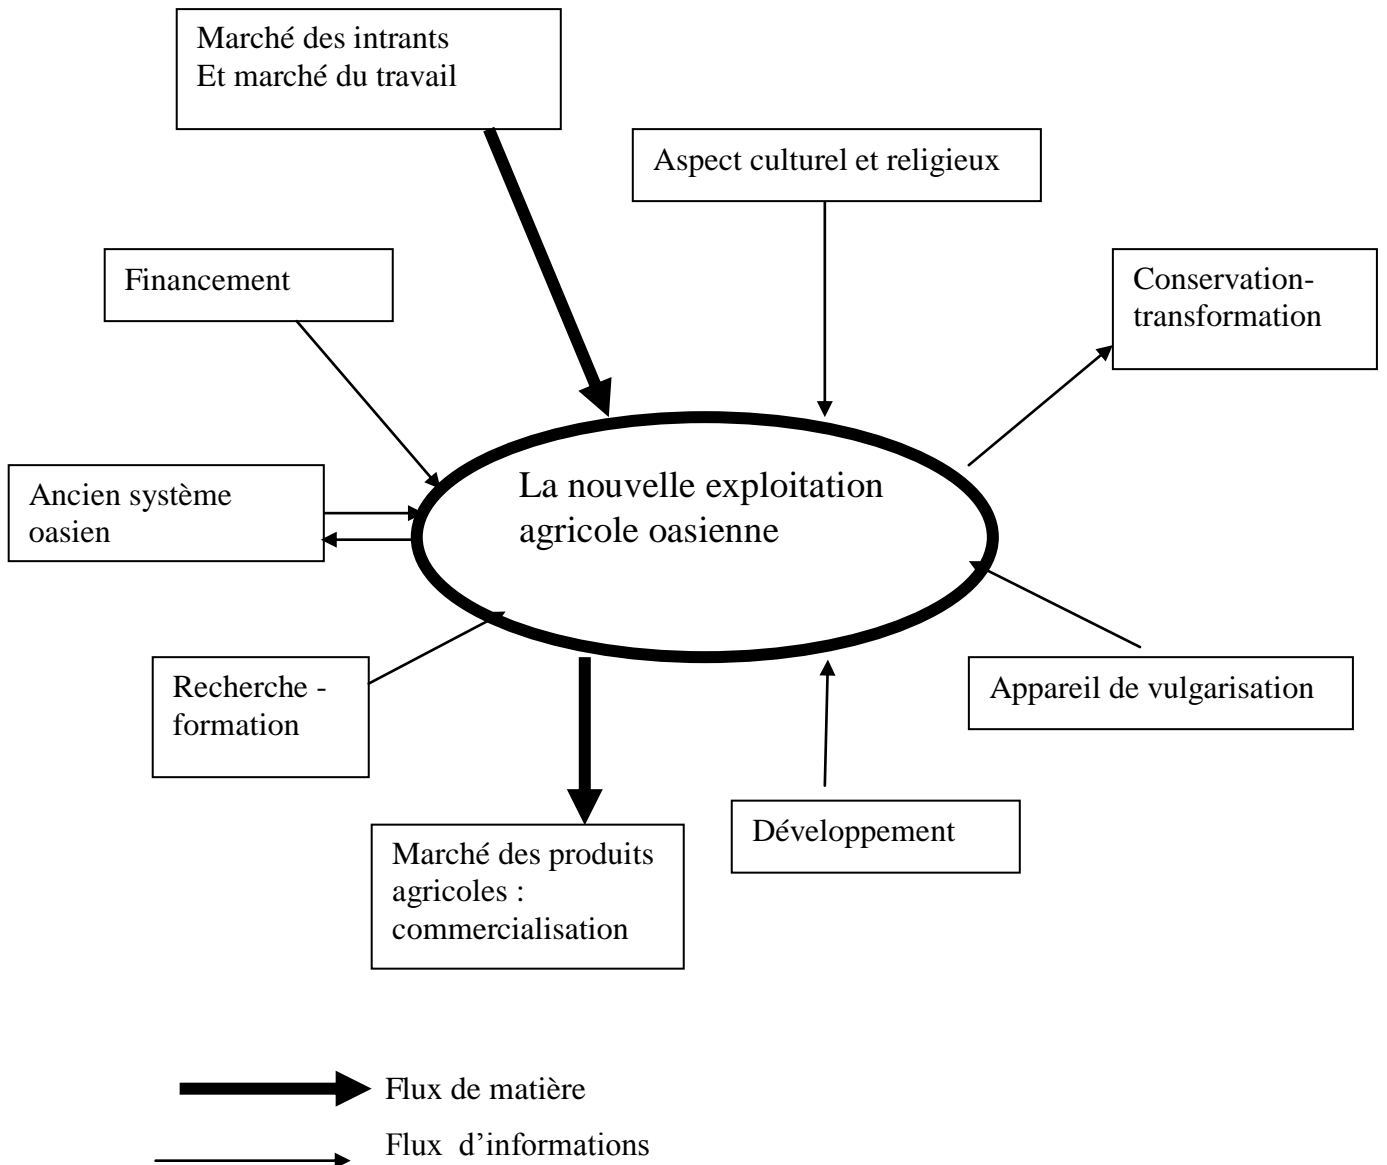 Marché des intrants
Et marché du travail
Aspect culturel et religieux
Financement
Conservation-
transformation
Ancien système
oasien
La nouvelle exploitation
agricole oasienne
Recherche -
formation
Appareil de vulgarisation
Développement
Marché des produits
agricoles :
commercialisation
Flux de matière
Flux  d’informations